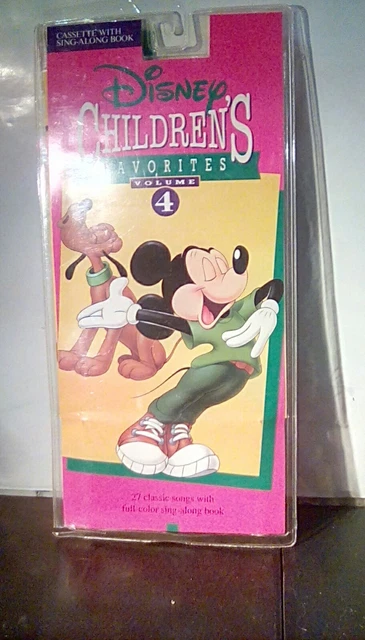 CASSETTE WITH
SING-ALONG BOOK
Disney
CHILDREN'S
FAVORITES
VOLUME
4
27 classic songs with
full-color sing-along book